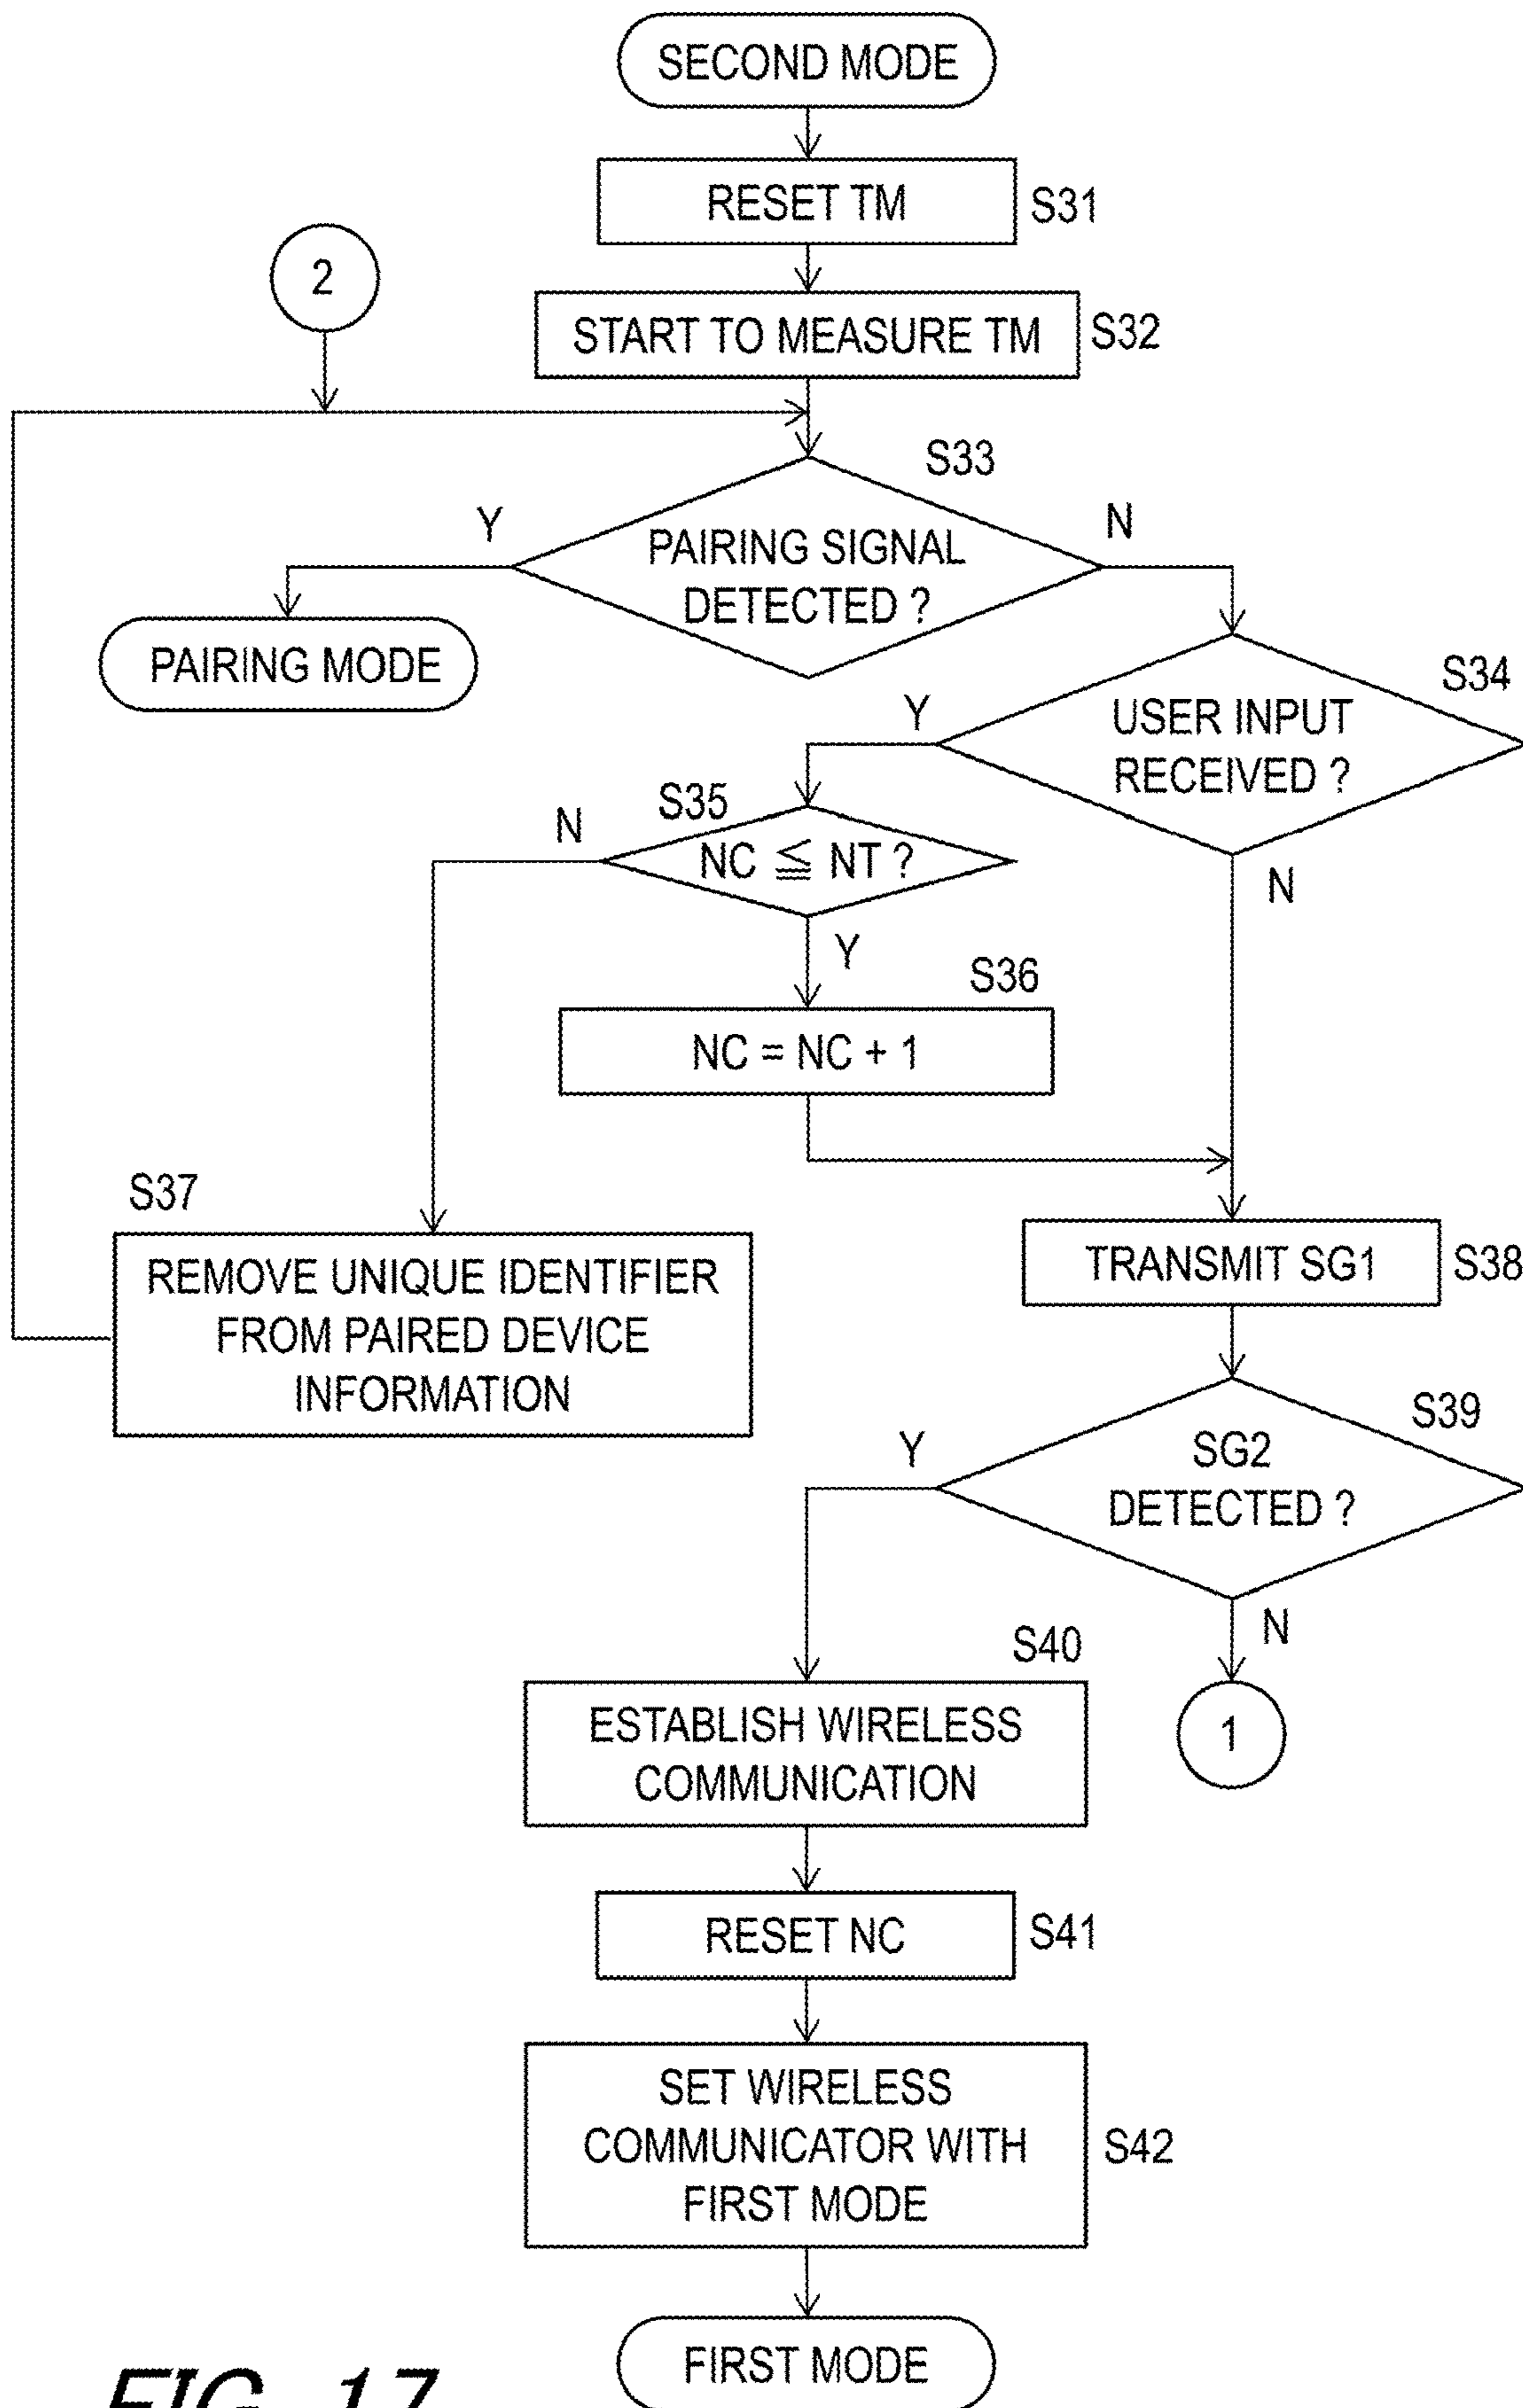 SECOND MODE
RESET TM
S31
2
START TO MEASURE TM
S32
S33
Y
PAIRING SIGNAL
DETECTED ?
N
PAIRING MODE
S34
Y
USER INPUT
RECEIVED ?
N
S35
N
NC ≦ NT ?
Y
S36
NC = NC + 1
S37
REMOVE UNIQUE IDENTIFIER
FROM PAIRED DEVICE
INFORMATION
TRANSMIT SG1
S38
S39
Y
SG2
DETECTED ?
N
S40
ESTABLISH WIRELESS
COMMUNICATION
1
RESET NC
S41
SET WIRELESS
COMMUNICATOR WITH
FIRST MODE
S42
FIRST MODE
FIG. 17